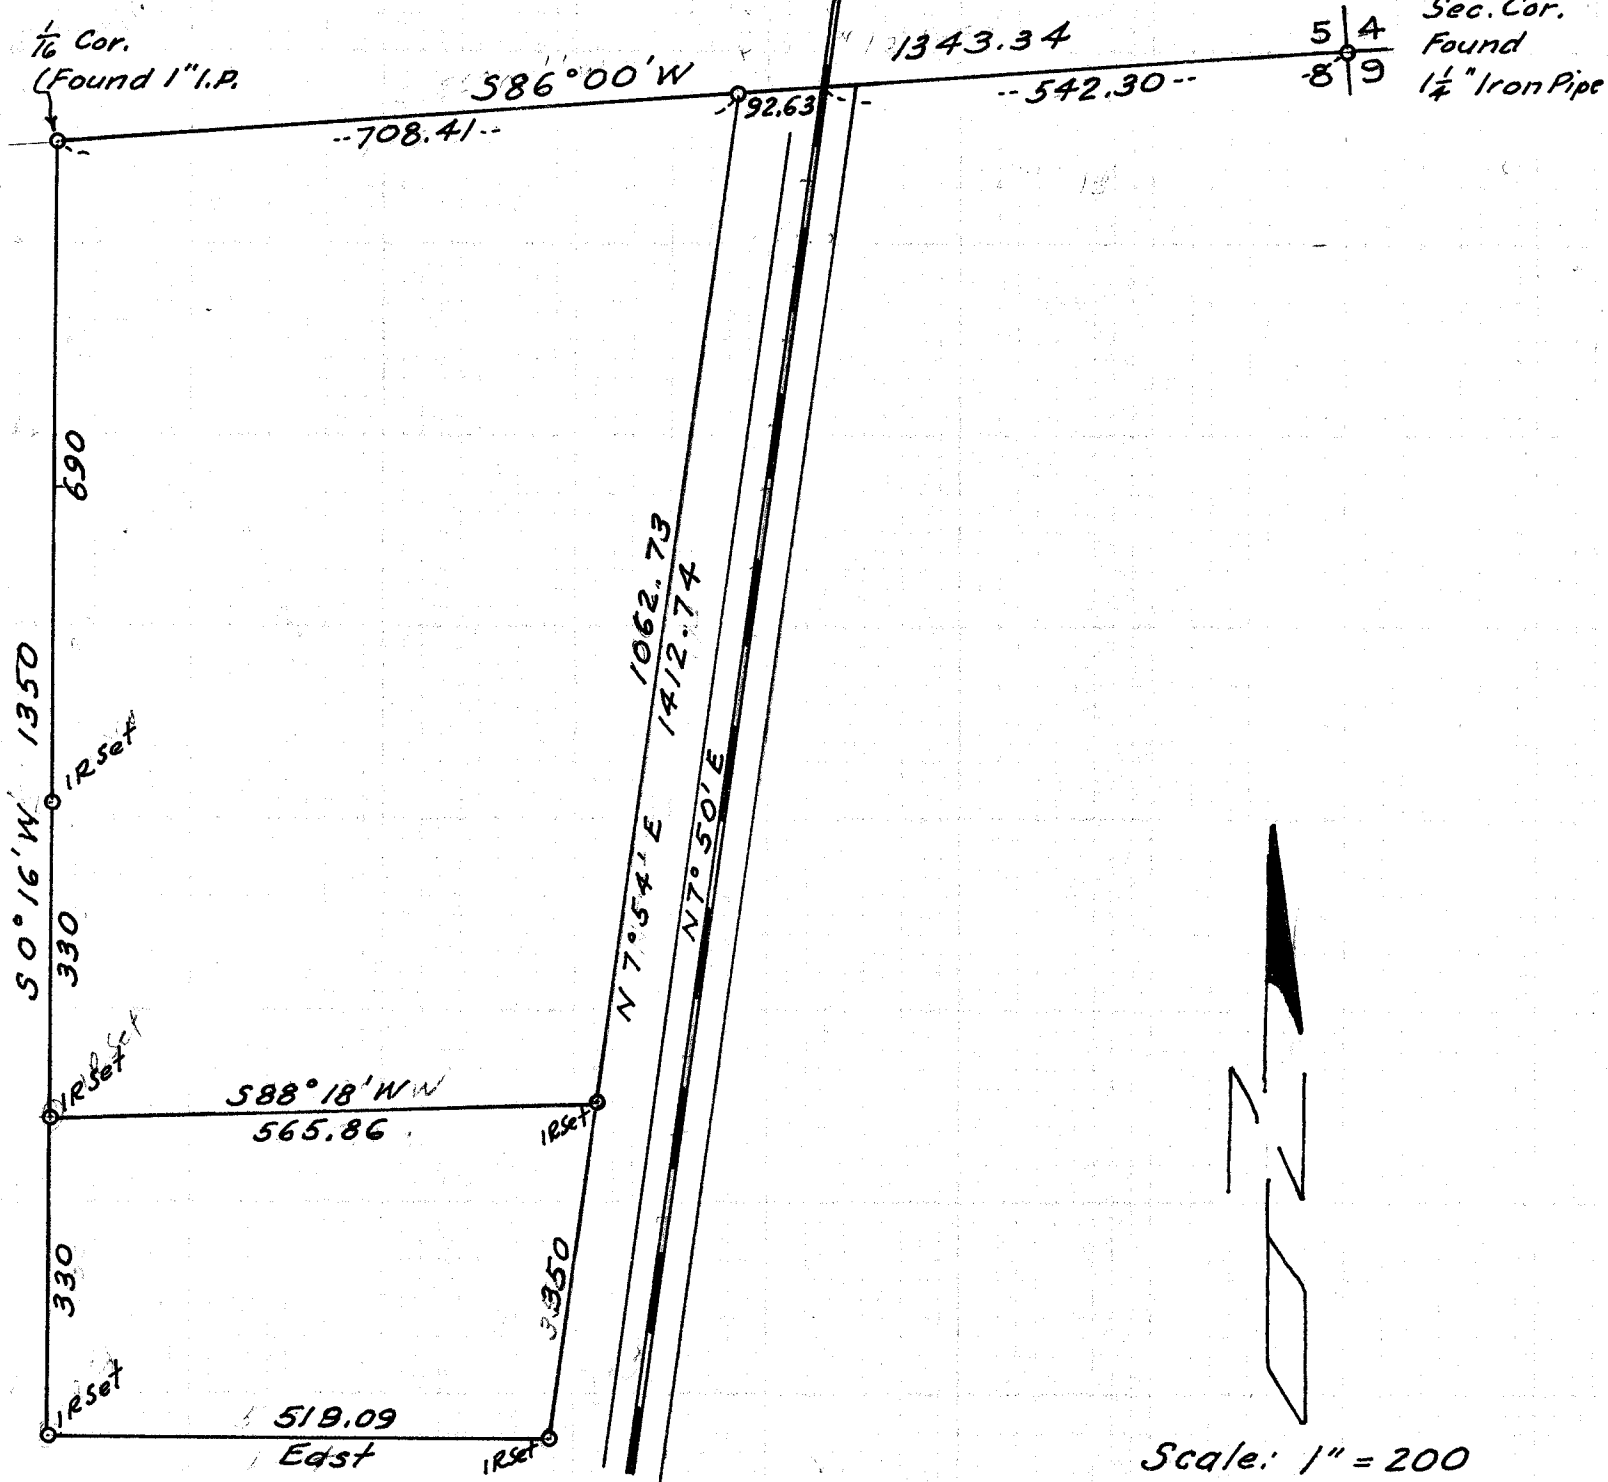 1/16 Cor.
(Found 1" I.P.
S86°00'W
--708.41--
92.63
1343.34
--542.30--
5 4
8 9
Sec. Cor.
Found
1 1/4" Iron Pipe
690
S0°16'W 1350
IR Set
330
IR Set
1062.73
1412.74
N7°54'E
N7°50'E
S88°18'W W
565.86
IR Set
330
350
IR Set
518.09
East
IR Set
N
Scale: 1" = 200